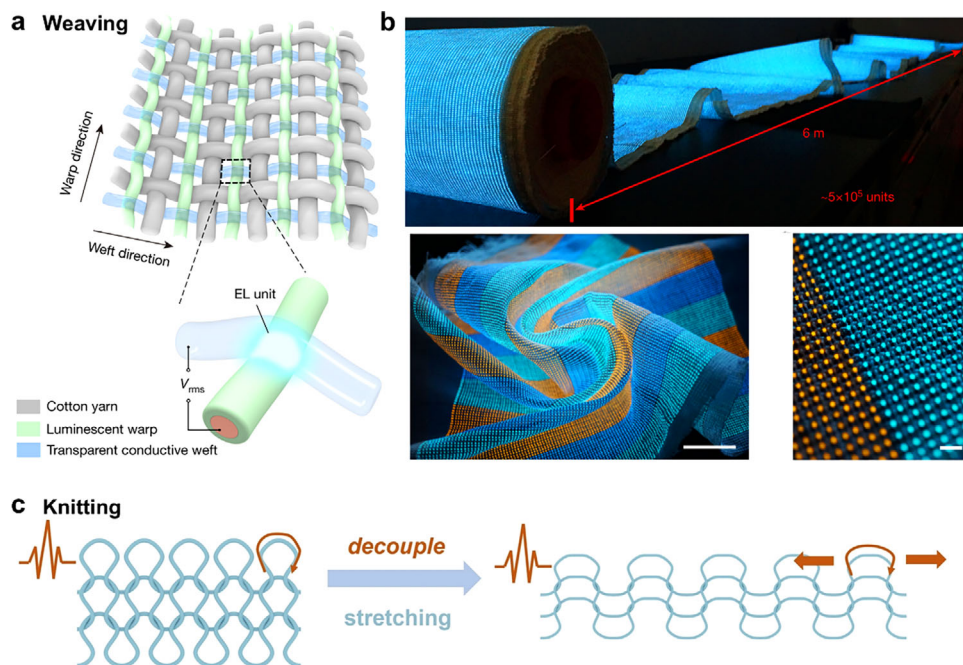 a Weaving
Warp direction
Weft direction
EL unit
Vrms
Cotton yarn
Luminescent warp
Transparent conductive weft
b
6 m
~5×10⁵ units
c Knitting
decouple
stretching